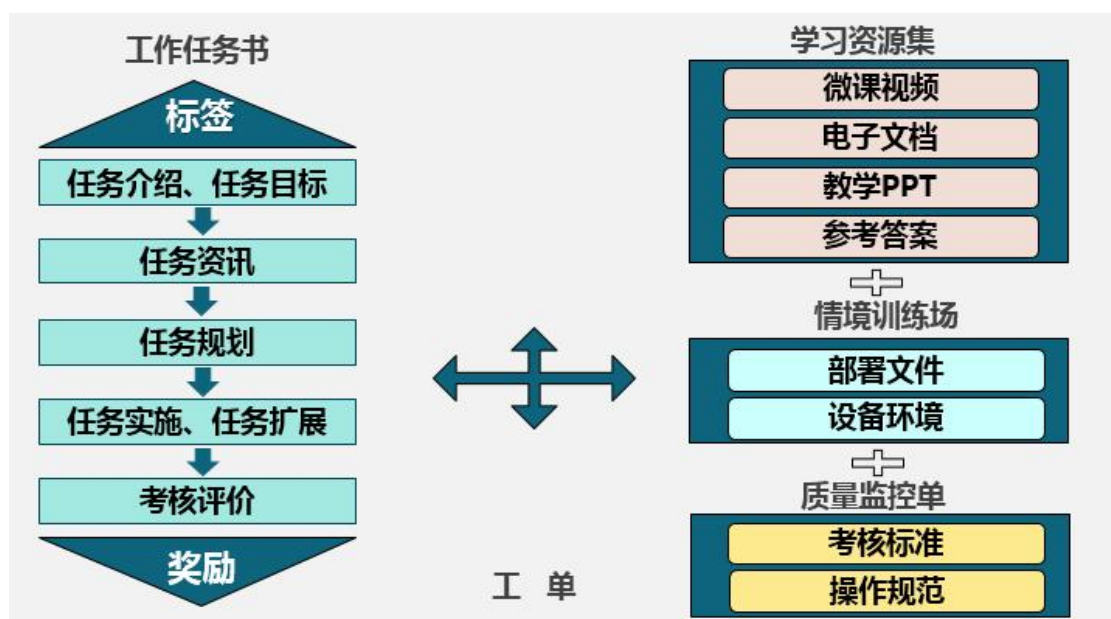 工作任务书
标签
任务介绍、任务目标
任务资讯
任务规划
任务实施、任务扩展
考核评价
奖励
工 单
学习资源集
微课视频
电子文档
教学PPT
参考答案
情境训练场
部署文件
设备环境
质量监控单
考核标准
操作规范